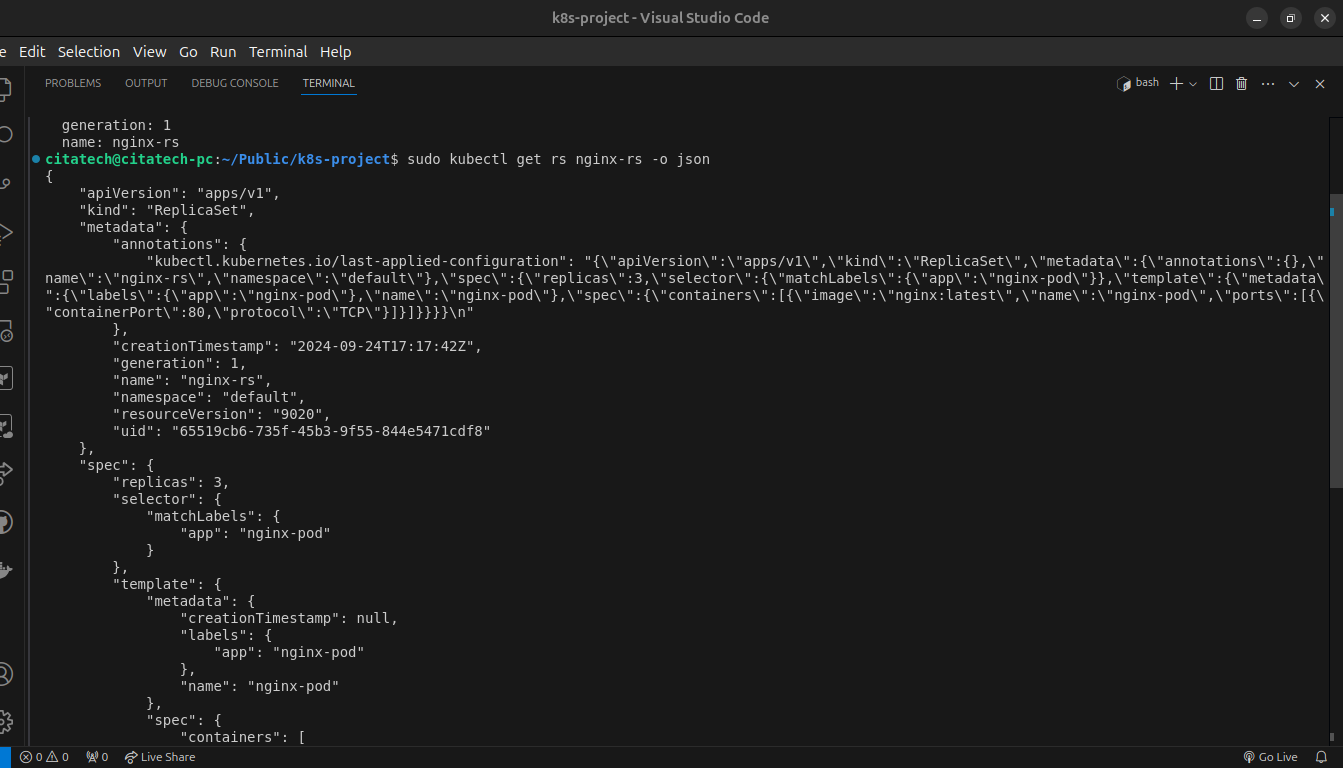 k8s-project - Visual Studio Code
e Edit Selection View Go Run Terminal Help
PROBLEMS OUTPUT DEBUG CONSOLE TERMINAL bash
generation: 1
name: nginx-rs
citatech@citatech-pc:~/Public/k8s-project$ sudo kubectl get rs nginx-rs -o json
{
"apiVersion": "apps/v1",
"kind": "ReplicaSet",
"metadata": {
"annotations": {
"kubectl.kubernetes.io/last-applied-configuration": "{\"apiVersion\":\"apps/v1\",\"kind\":\"ReplicaSet\",\"metadata\":{\"annotations\":{},\"
name\":\"nginx-rs\",\"namespace\":\"default\"},\"spec\":{\"replicas\":3,\"selector\":{\"matchLabels\":{\"app\":\"nginx-pod\"}},\"template\":{\"metadata\
":{\"labels\":{\"app\":\"nginx-pod\"},\"name\":\"nginx-pod\"},\"spec\":{\"containers\":[{\"image\":\"nginx:latest\",\"name\":\"nginx-pod\",\"ports\":[{\
"containerPort\":80,\"protocol\":\"TCP\"}]}]}}}}\n"
},
"creationTimestamp": "2024-09-24T17:17:42Z",
"generation": 1,
"name": "nginx-rs",
"namespace": "default",
"resourceVersion": "9020",
"uid": "65519cb6-735f-45b3-9f55-844e5471cdf8"
},
"spec": {
"replicas": 3,
"selector": {
"matchLabels": {
"app": "nginx-pod"
}
},
"template": {
"metadata": {
"creationTimestamp": null,
"labels": {
"app": "nginx-pod"
},
"name": "nginx-pod"
},
"spec": {
"containers": [
0 0 0 Live Share Go Live